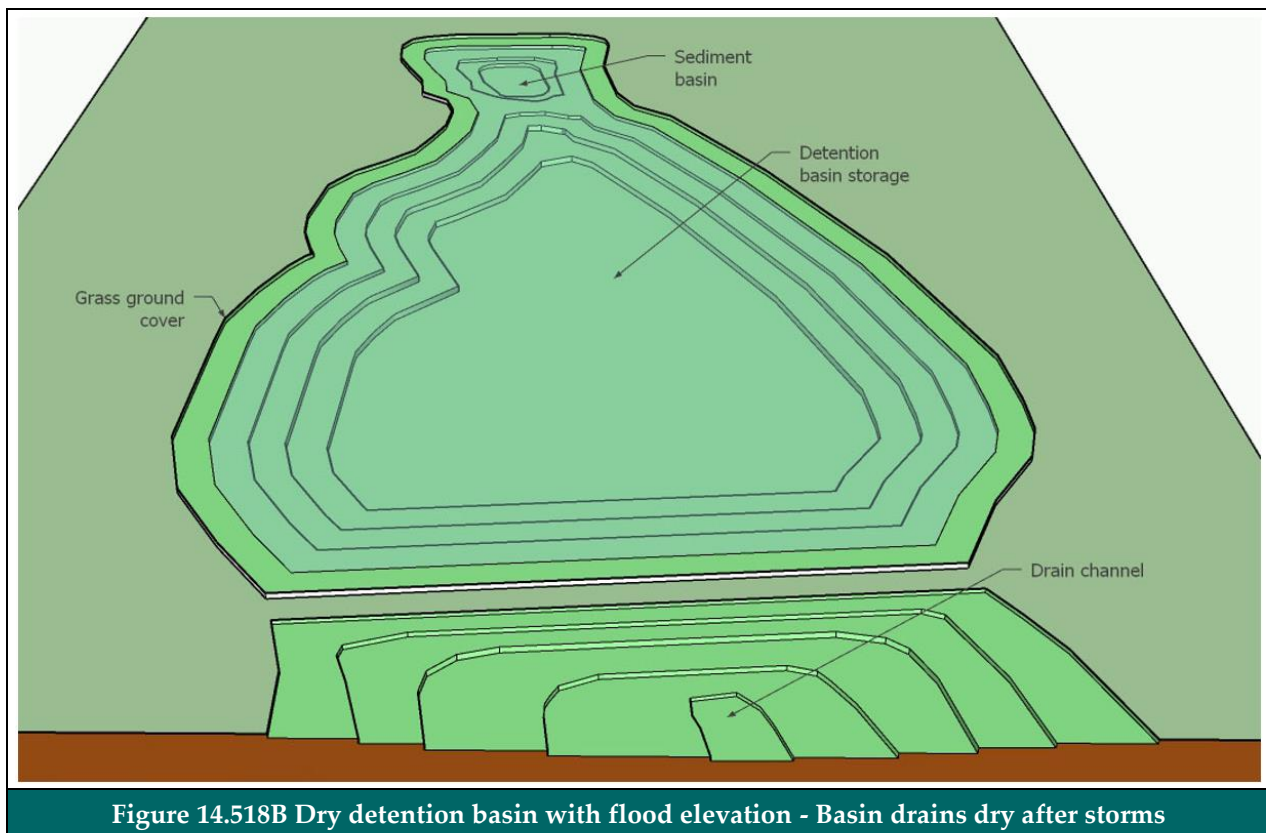 Sediment
basin
Detention
basin storage
Grass ground
cover
Drain channel
Figure 14.518B Dry detention basin with flood elevation - Basin drains dry after storms